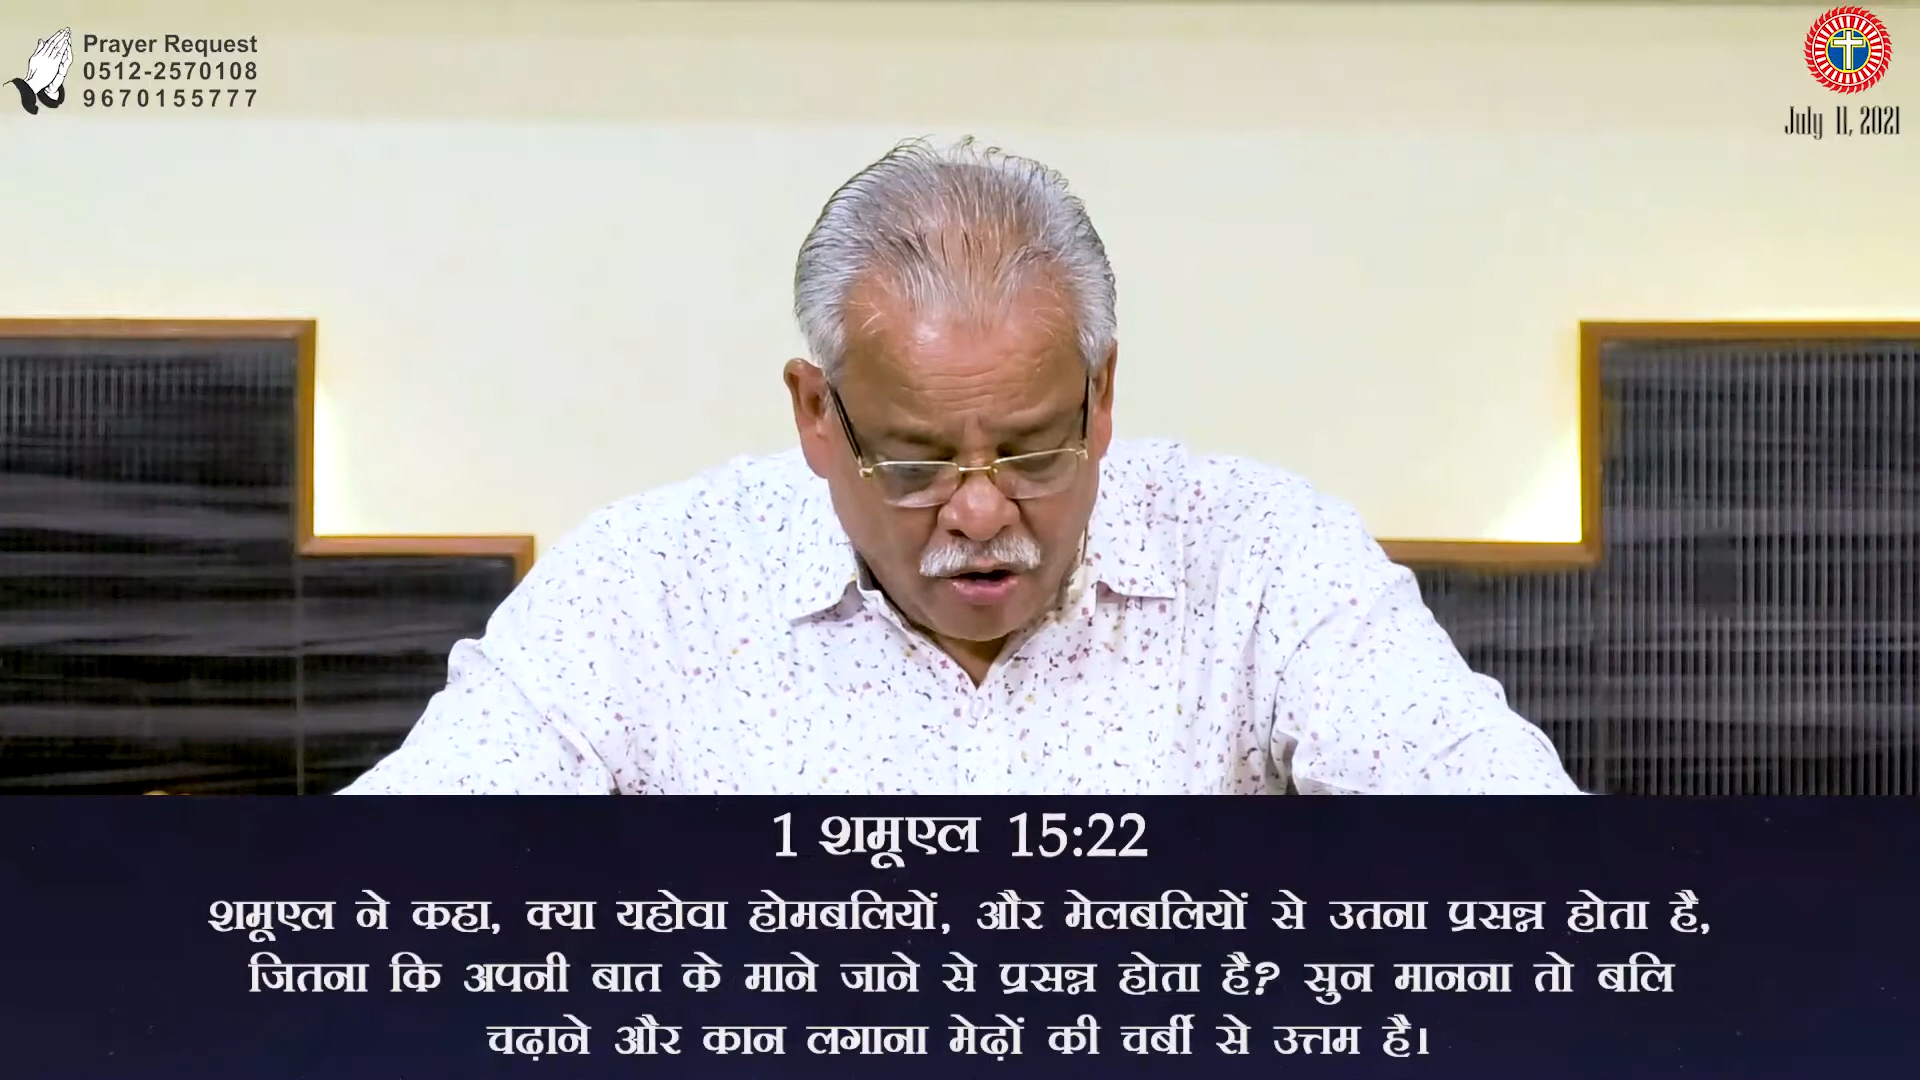 Prayer Request
0512-2570108
9670155777
July 11, 2021
1 शमूएल 15:22
शमूएल ने कहा, क्या यहोवा होमबलियों, और मेलबलियों से उतना प्रसन्न होता है,
जितना कि अपनी बात के माने जाने से प्रसन्न होता है? सुन मानना तो बलि
चढ़ाने और कान लगाना मेढ़ों की चर्बी से उत्तम है।